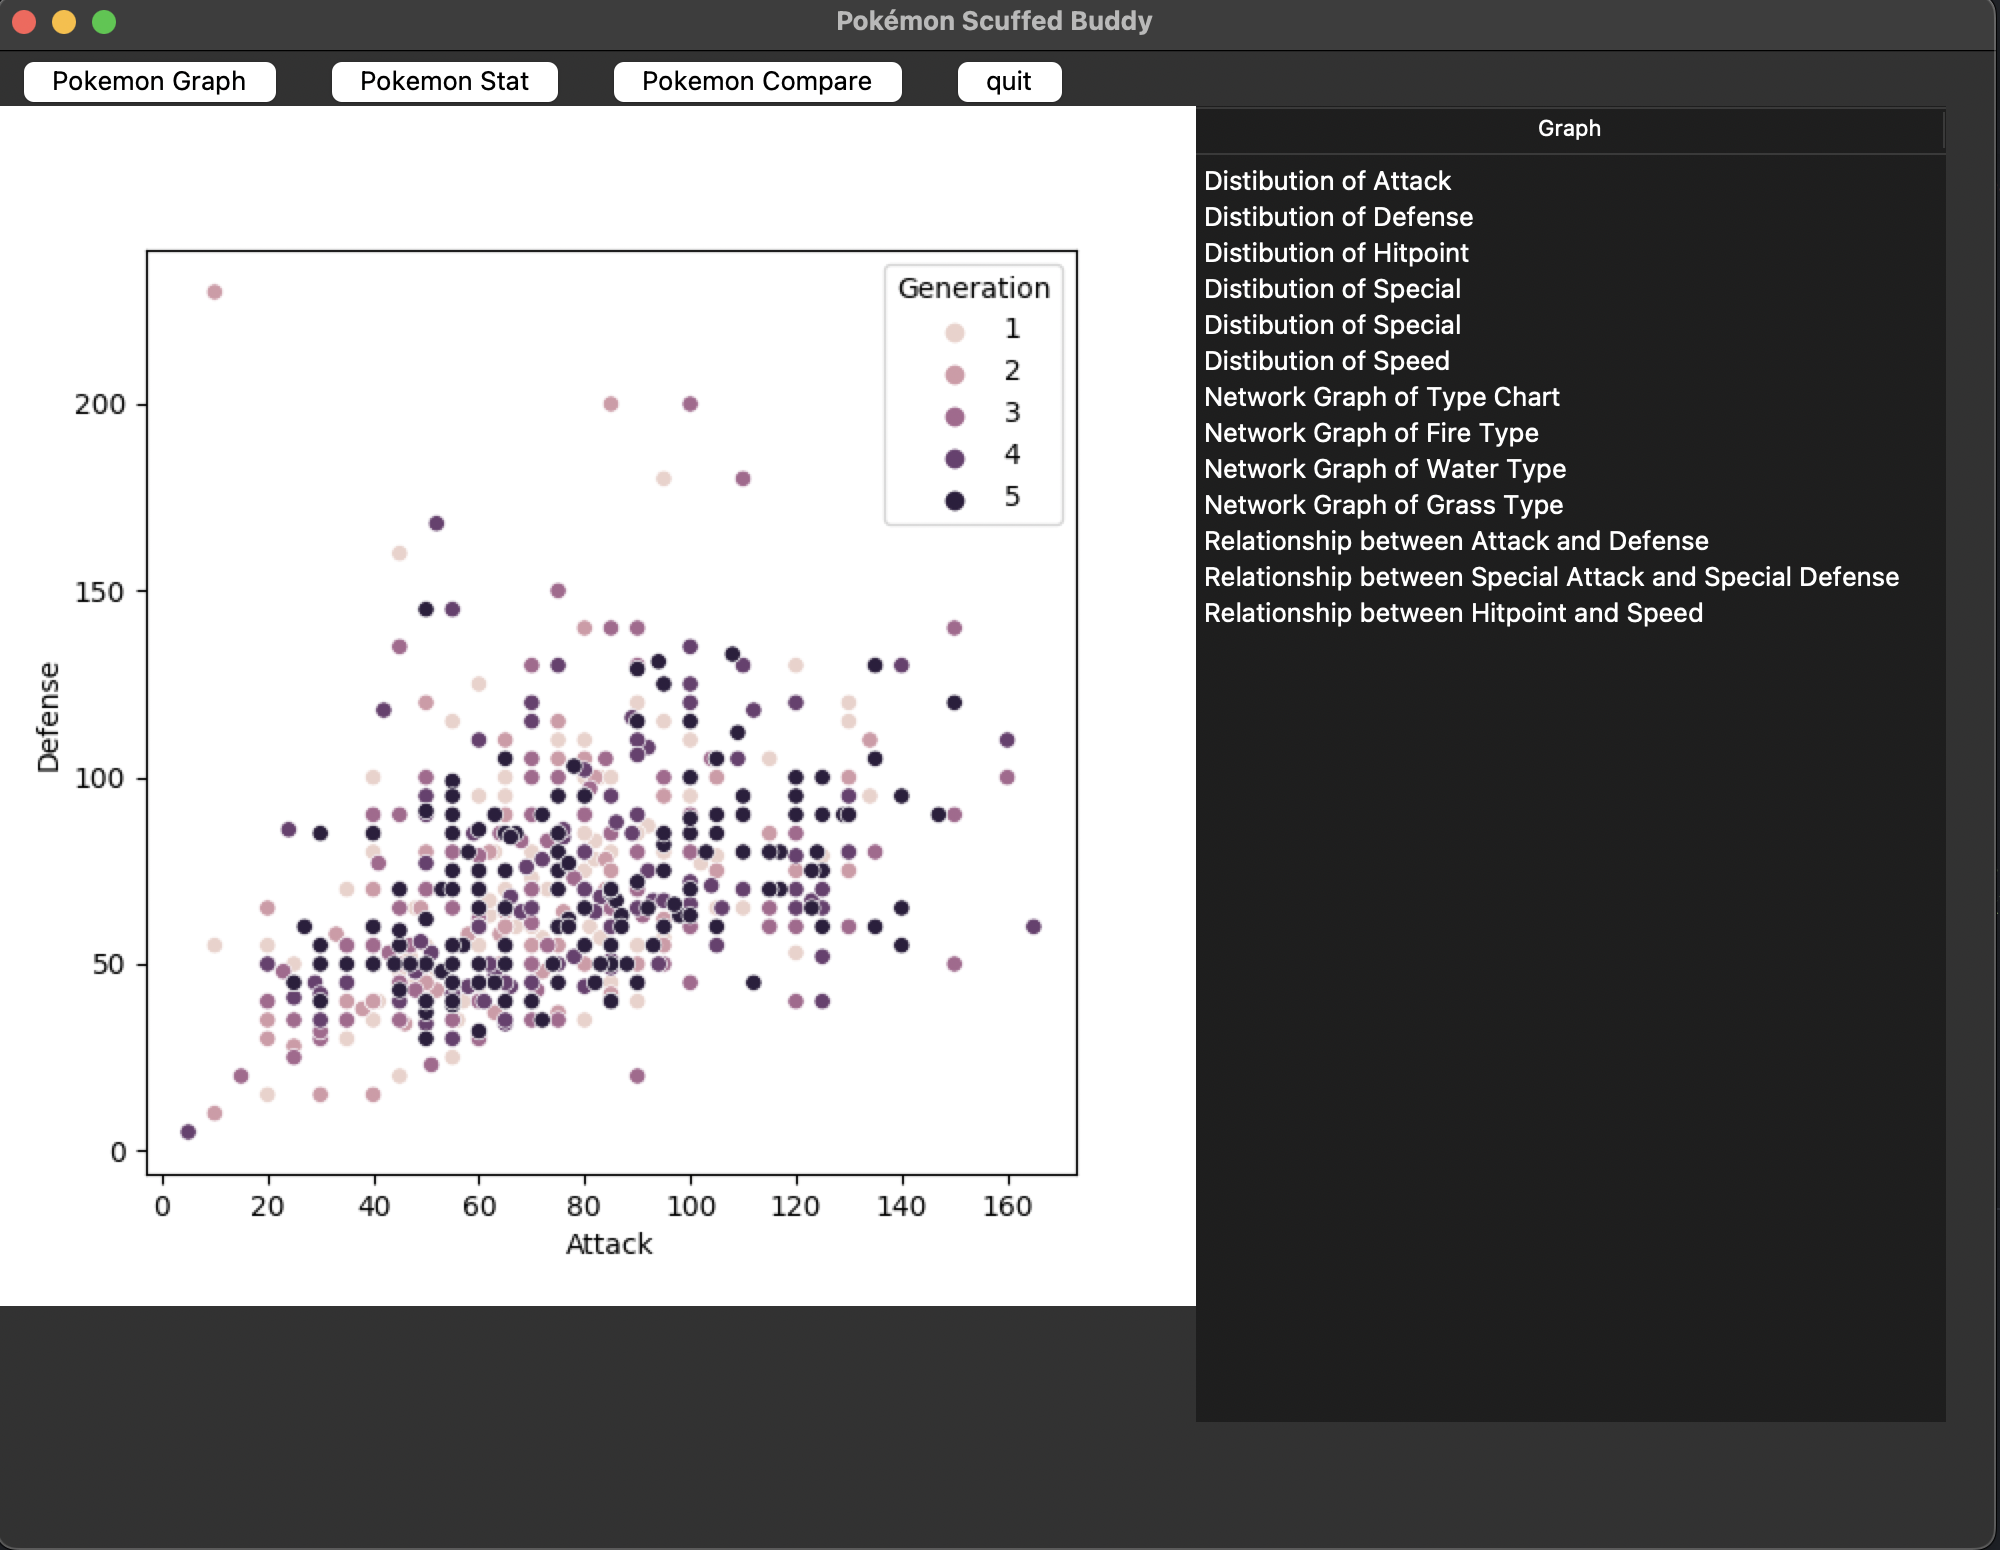 Pokémon Scuffed Buddy
Pokemon Graph
Pokemon Stat
Pokemon Compare
quit
Graph
Distibution of Attack
Distibution of Defense
Distibution of Hitpoint
Distibution of Special
Distibution of Special
Distibution of Speed
Network Graph of Type Chart
Network Graph of Fire Type
Network Graph of Water Type
Network Graph of Grass Type
Relationship between Attack and Defense
Relationship between Special Attack and Special Defense
Relationship between Hitpoint and Speed
Generation
1
2
3
4
5
Defense
200
150
100
50
0
0 20 40 60 80 100 120 140 160
Attack